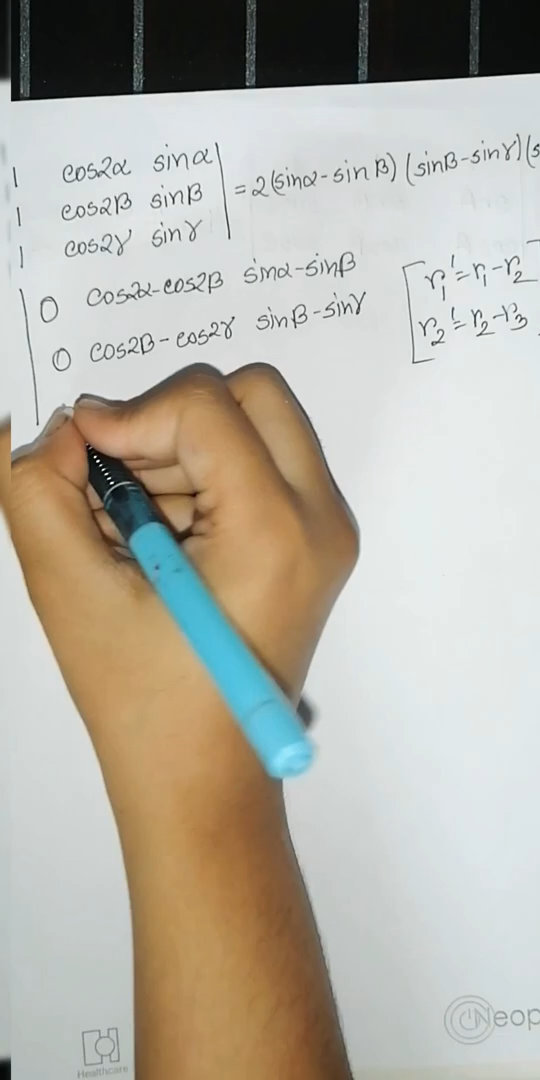 1 cos2α sinα
1 cos2β sinβ = 2(sinα-sinβ) (sinβ-sinγ)(s
1 cos2γ sinγ
0 cos2α-cos2β sinα-sinβ [r₁'=r₁-r₂
0 cos2β-cos2γ sinβ-sinγ r₂'=r₂-r₃
Healthcare
Neop